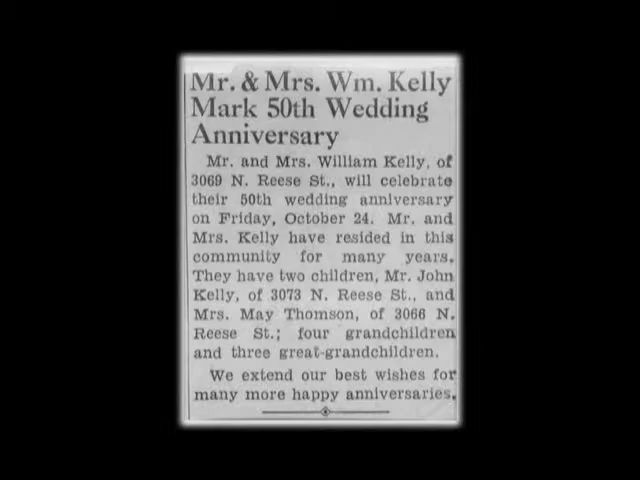 Mr. & Mrs. Wm. Kelly
Mark 50th Wedding
Anniversary
Mr. and Mrs. William Kelly, of
3069 N. Reese St., will celebrate
their 50th wedding anniversary
on Friday, October 24. Mr. and
Mrs. Kelly have resided in this
community for many years.
They have two children, Mr. John
Kelly, of 3073 N. Reese St., and
Mrs. May Thomson, of 3066 N.
Reese St.; four grandchildren
and three great-grandchildren.
We extend our best wishes for
many more happy anniversaries.